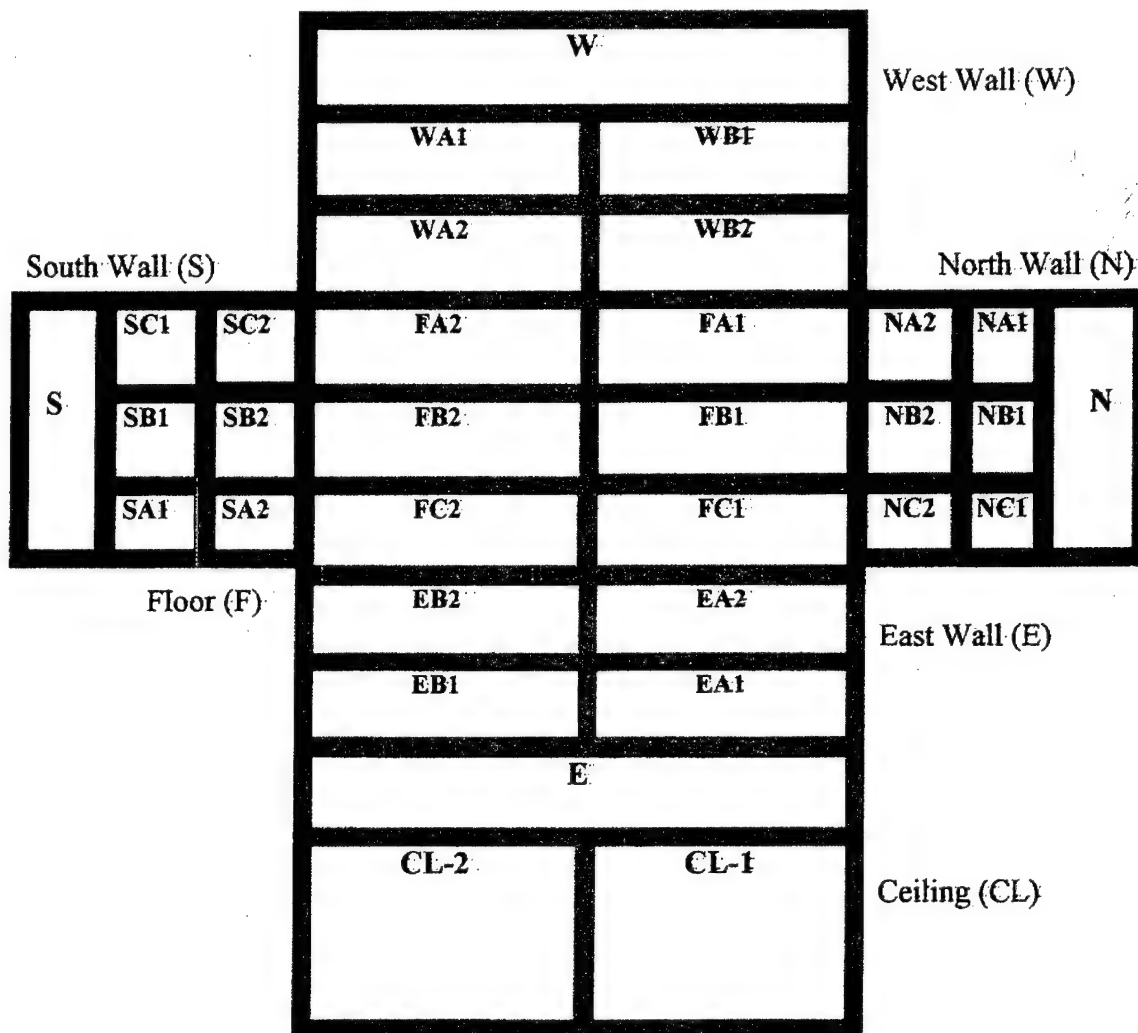 W
West Wall (W)
WA1 WB1
WA2 WB2
South Wall (S) North Wall (N)
SC1 SC2 FA2 FA1 NA2 NA1
S N
SB1 SB2 FB2 FB1 NB2 NB1
SA1 SA2 FC2 FC1 NC2 NC1
Floor (F) EB2 EA2
East Wall (E)
EB1 EA1
E
CL-2 CL-1
Ceiling (CL)